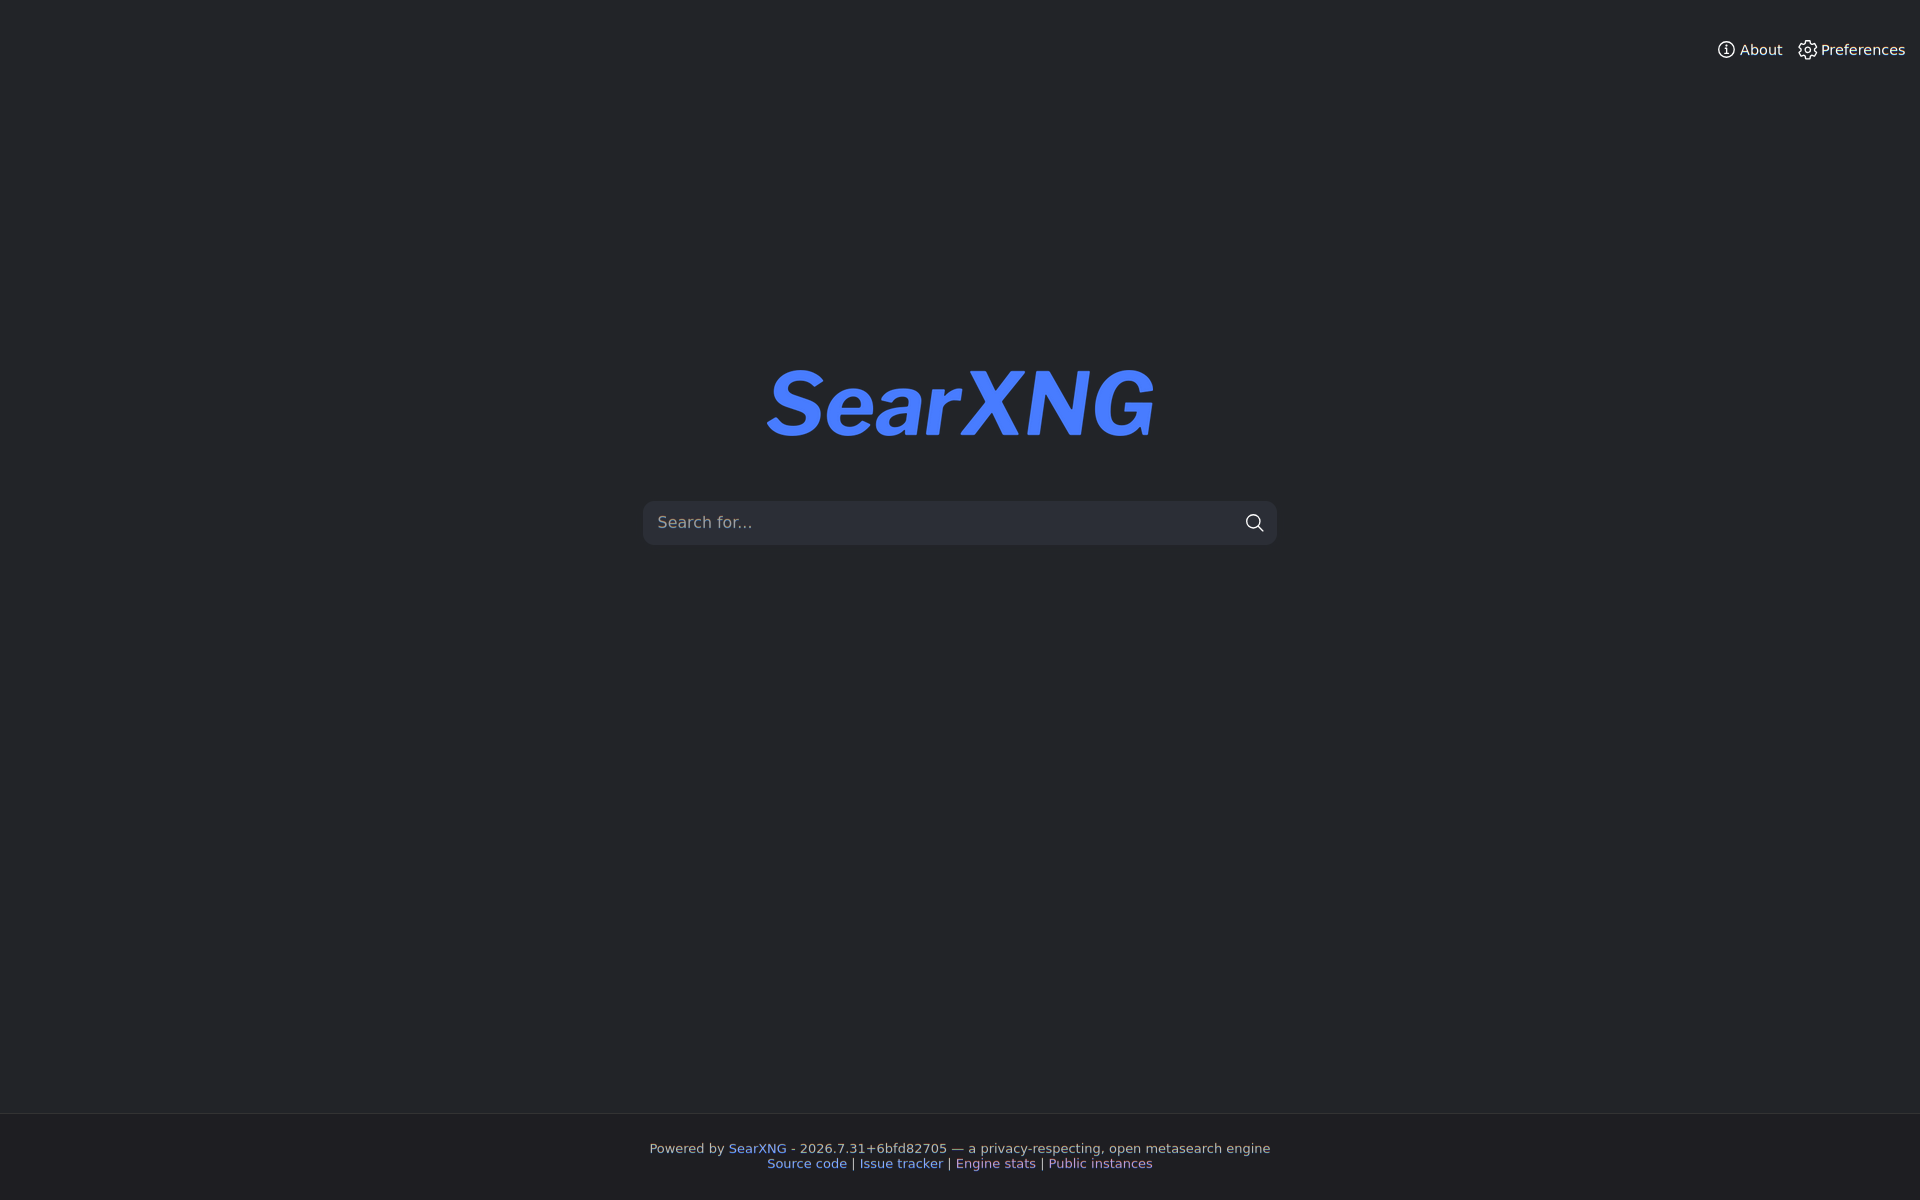 About Preferences
SearXNG
Search for...
Powered by SearXNG - 2026.7.31+6bfd82705 — a privacy-respecting, open metasearch engine
Source code | Issue tracker | Engine stats | Public instances